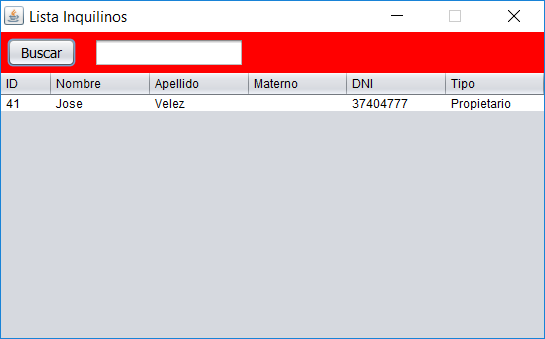 Lista Inquilinos
Buscar
ID Nombre Apellido Materno DNI Tipo
41 Jose Velez 37404777 Propietario